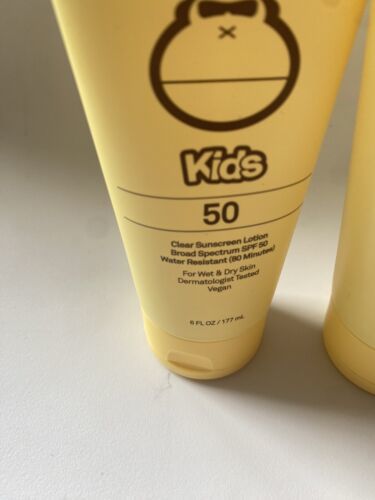 Kids
50
Clear Sunscreen Lotion
Broad Spectrum SPF 50
Water Resistant (80 Minutes)
For Wet & Dry Skin
Dermatologist Tested
Vegan
6 FL OZ / 177 mL